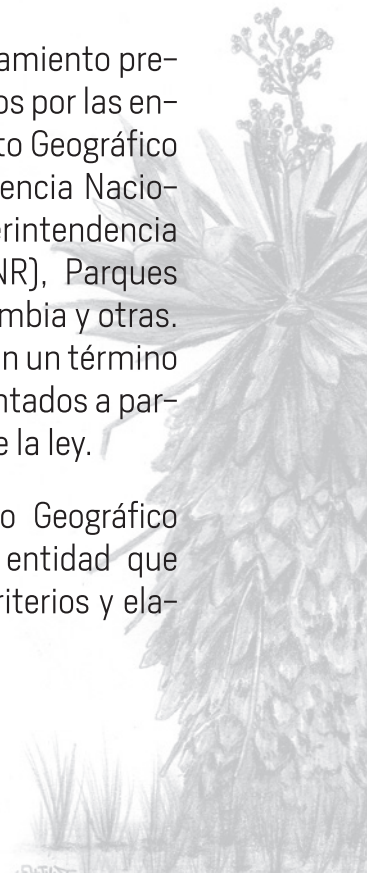 amiento pre-
os por las en-
to Geográfico
encia Nacio-
erintendencia
NR), Parques
mbia y otras.
n un término
ntados a par-
e la ley.
o Geográfico
entidad que
riterios y ela-